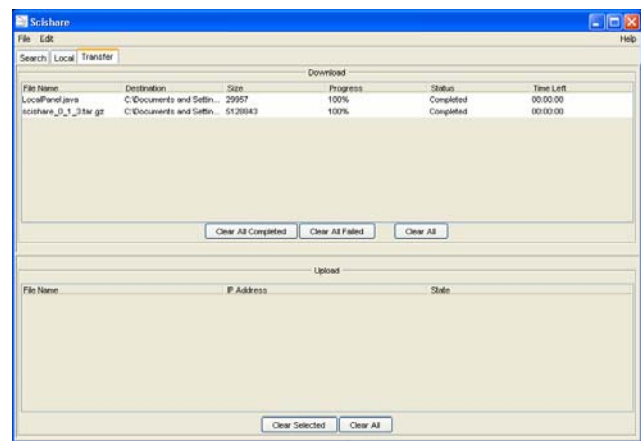 Scishare
File Edit Help
Search Local Transfer
Download
File Name Destination Size Progress Status Time Left
LocalPanel.java C:\Documents and Settin... 29957 100% Completed 00:00:00
scishare_0_1_3.tar.gz C:\Documents and Settin... 5128043 100% Completed 00:00:00
Clear All Completed Clear All Failed Clear All
Upload
File Name IP Address State
Clear Selected Clear All